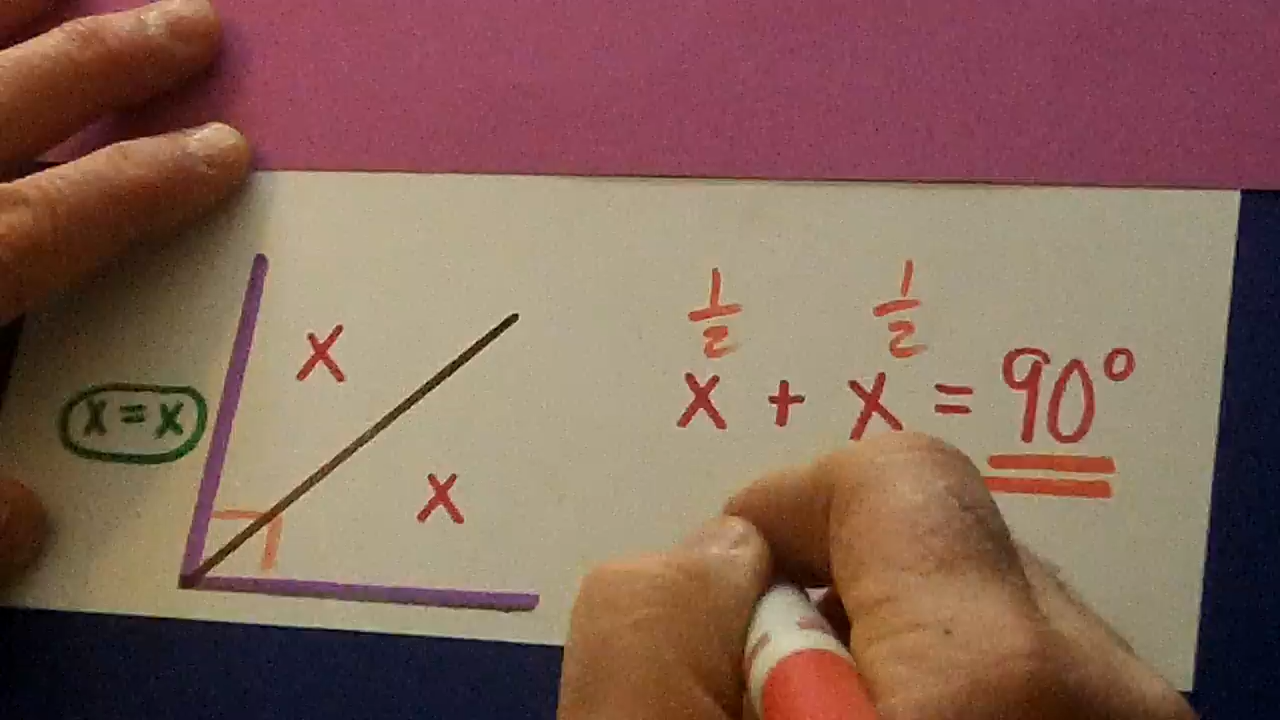 x
x = x
x
1/2 1/2
x + x = 90°